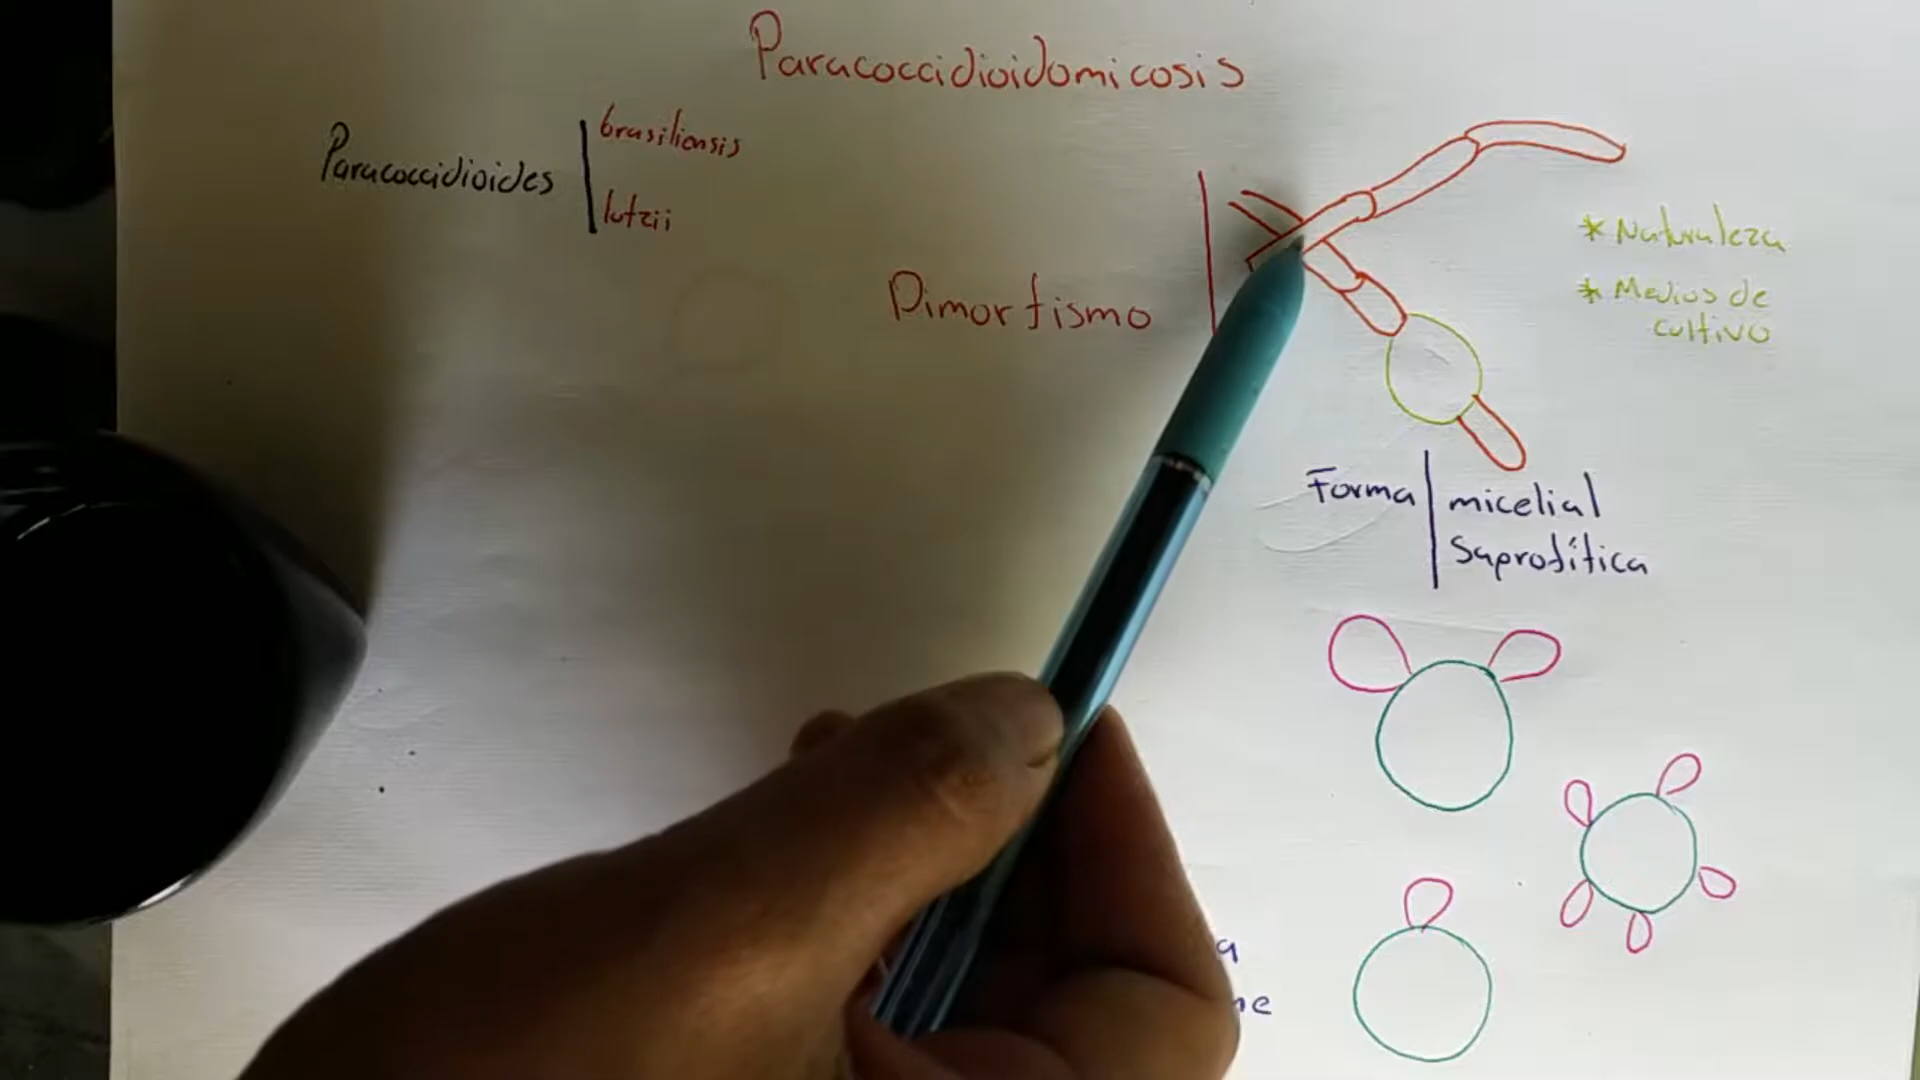 Paracoccidioidomicosis
Paracoccidioides
brasiliensis
lutzii
Dimorfismo
* Naturaleza
* Medios de
cultivo
Forma
micelial
Saprofítica